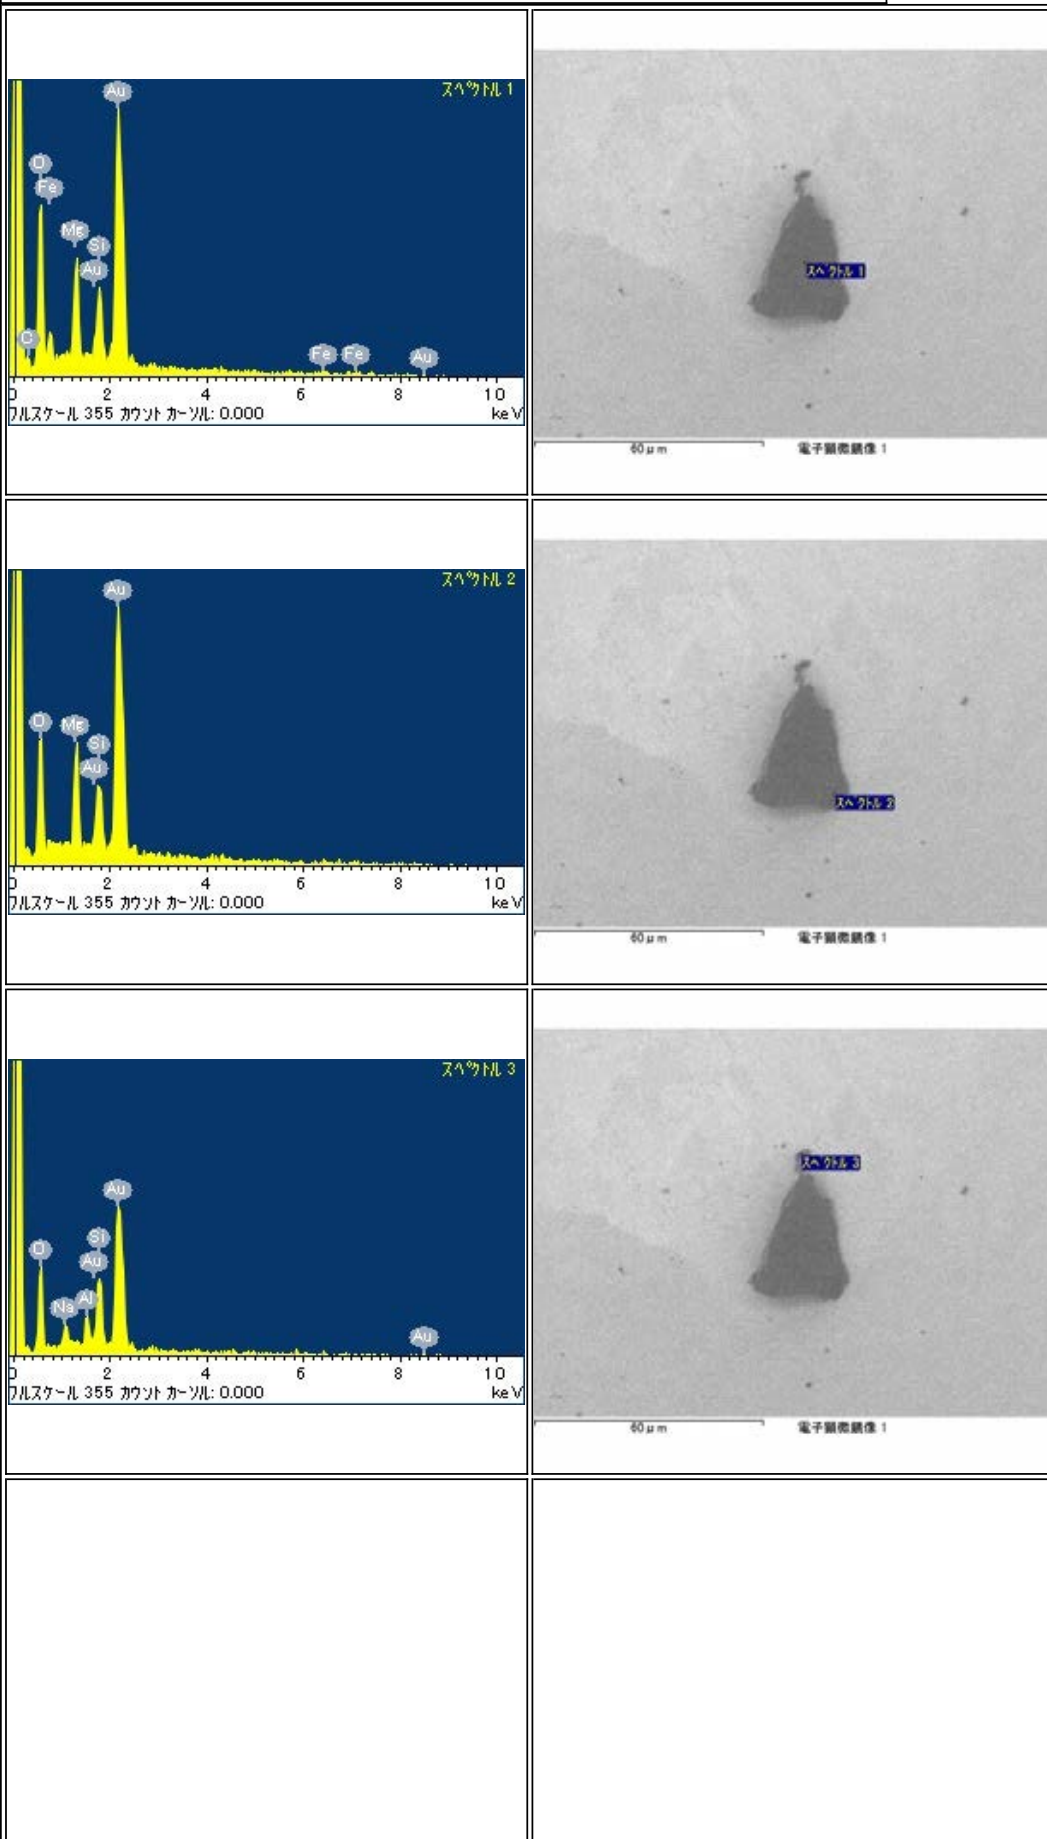 スペクトル 1
Au
O
Fe
Mg
Si
Au
C
Fe
Fe
Au
0 2 4 6 8 10
フルスケール 355 カウント カーソル: 0.000 keV
スペクトル 1
60μm 電子顕微鏡像 1
スペクトル 2
Au
O
Mg
Si
Au
0 2 4 6 8 10
フルスケール 355 カウント カーソル: 0.000 keV
スペクトル 2
60μm 電子顕微鏡像 1
スペクトル 3
Au
Si
O
Au
Al
Na
Au
0 2 4 6 8 10
フルスケール 355 カウント カーソル: 0.000 keV
スペクトル 3
60μm 電子顕微鏡像 1